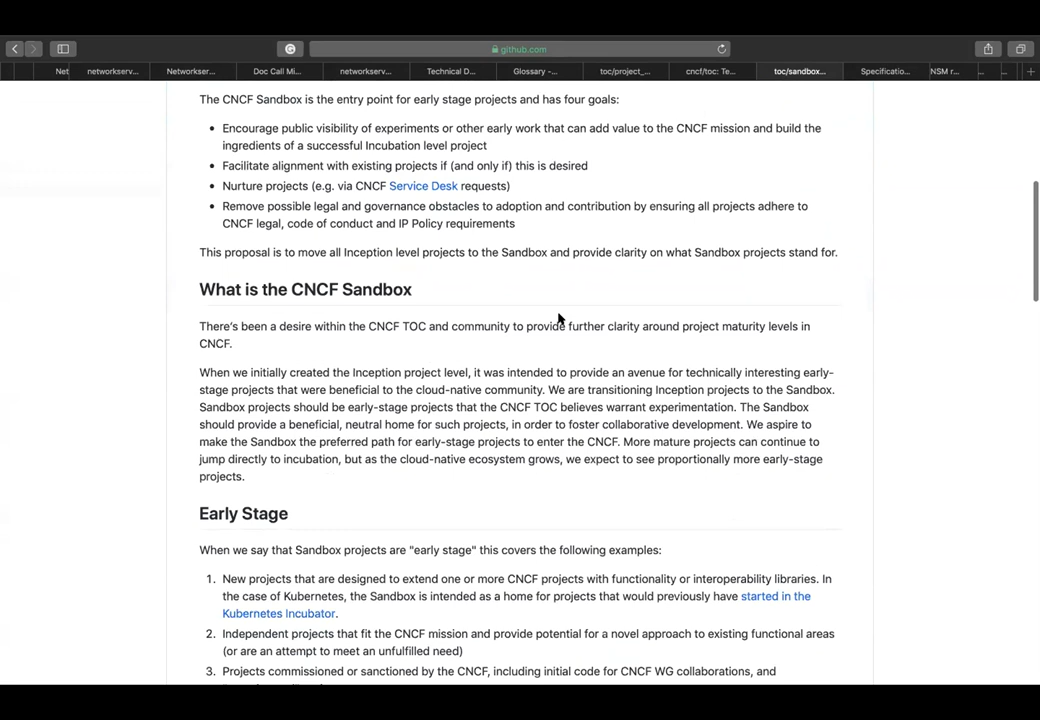 github.com
Net
networkserv...
Networkser...
Doc Call Mi...
networkserv...
Technical D...
Glossary -...
toc/project_...
cncf/toc: Te...
toc/sandbox...
Specificatio...
NSM r...
The CNCF Sandbox is the entry point for early stage projects and has four goals:
Encourage public visibility of experiments or other early work that can add value to the CNCF mission and build the
ingredients of a successful Incubation level project
Facilitate alignment with existing projects if (and only if) this is desired
Nurture projects (e.g. via CNCF Service Desk requests)
Remove possible legal and governance obstacles to adoption and contribution by ensuring all projects adhere to
CNCF legal, code of conduct and IP Policy requirements
This proposal is to move all Inception level projects to the Sandbox and provide clarity on what Sandbox projects stand for.
What is the CNCF Sandbox
There's been a desire within the CNCF TOC and community to provide further clarity around project maturity levels in
CNCF.
When we initially created the Inception project level, it was intended to provide an avenue for technically interesting early-
stage projects that were beneficial to the cloud-native community. We are transitioning Inception projects to the Sandbox.
Sandbox projects should be early-stage projects that the CNCF TOC believes warrant experimentation. The Sandbox
should provide a beneficial, neutral home for such projects, in order to foster collaborative development. We aspire to
make the Sandbox the preferred path for early-stage projects to enter the CNCF. More mature projects can continue to
jump directly to incubation, but as the cloud-native ecosystem grows, we expect to see proportionally more early-stage
projects.
Early Stage
When we say that Sandbox projects are "early stage" this covers the following examples:
1. New projects that are designed to extend one or more CNCF projects with functionality or interoperability libraries. In
the case of Kubernetes, the Sandbox is intended as a home for projects that would previously have started in the
Kubernetes Incubator.
2. Independent projects that fit the CNCF mission and provide potential for a novel approach to existing functional areas
(or are an attempt to meet an unfulfilled need)
3. Projects commissioned or sanctioned by the CNCF, including initial code for CNCF WG collaborations, and